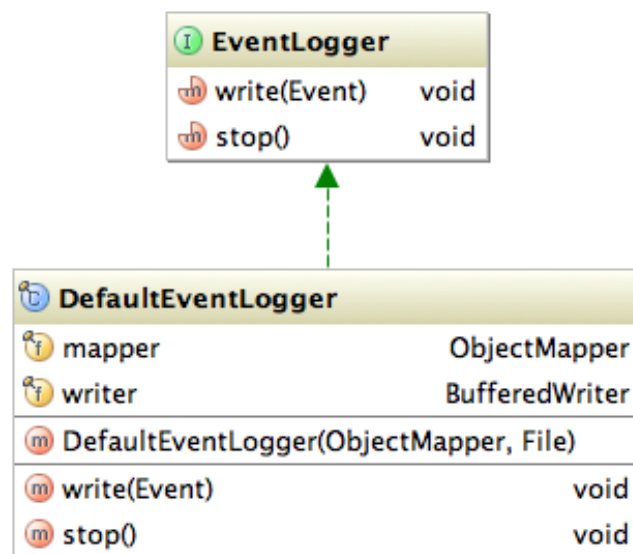 I EventLogger
m write(Event) void
m stop() void
C DefaultEventLogger
f mapper ObjectMapper
f writer BufferedWriter
m DefaultEventLogger(ObjectMapper, File)
m write(Event) void
m stop() void